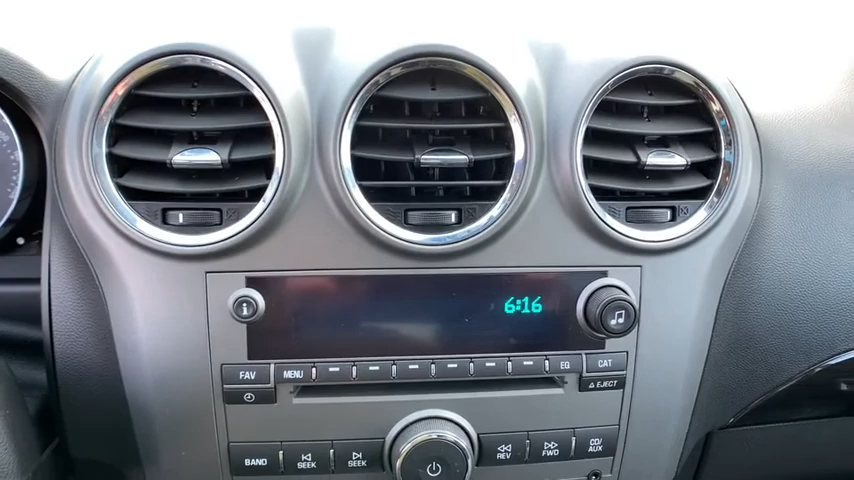 6:16
FAV
MENU
EQ
CAT
EJECT
BAND
SEEK
SEEK
REV
FWD
CD/
AUX